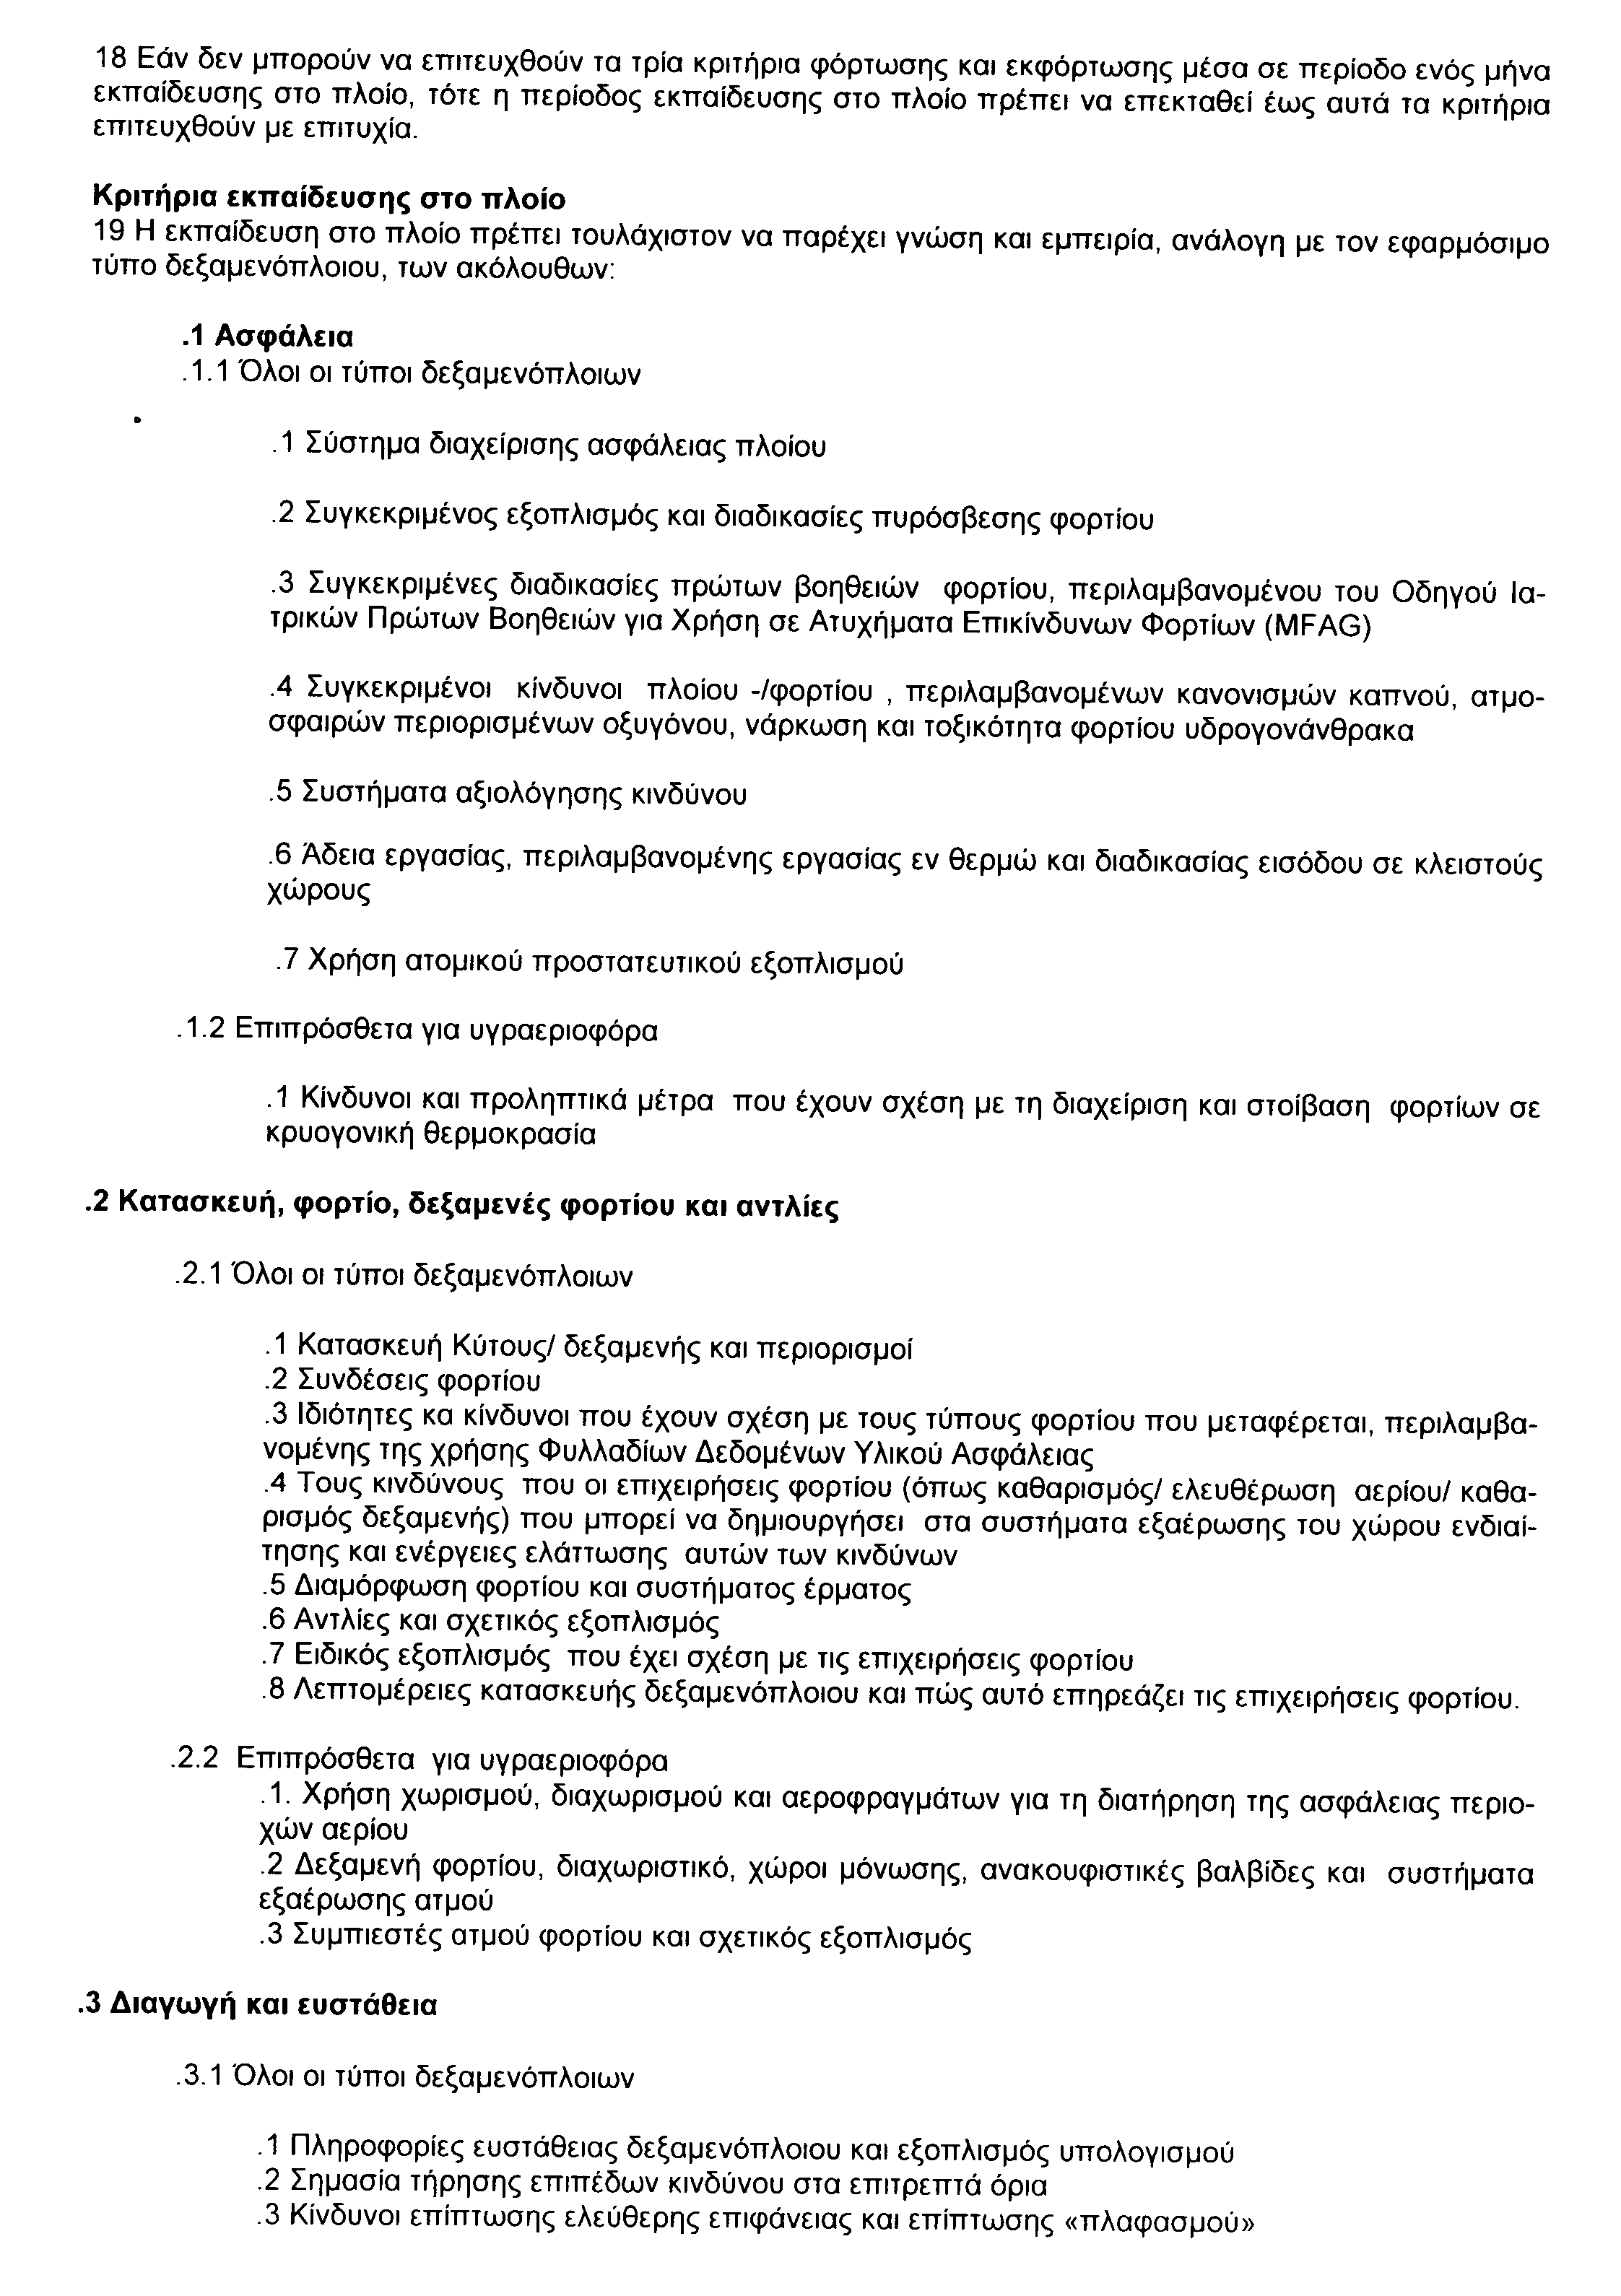 18 Εάν δεν μπορούν να επιτευχθούν τα τρία κριτήρια φόρτωσης και εκφόρτωσης μέσα σε περίοδο ενός μήνα
εκπαίδευσης στο πλοίο, τότε η περίοδος εκπαίδευσης στο πλοίο πρέπει να επεκταθεί έως αυτά τα κριτήρια
επιτευχθούν με επιτυχία.
Κριτήρια εκπαίδευσης στο πλοίο
19 Η εκπαίδευση στο πλοίο πρέπει τουλάχιστον να παρέχει γνώση και εμπειρία, ανάλογη με τον εφαρμόσιμο
τύπο δεξαμενόπλοιου, των ακόλουθων:
.1 Ασφάλεια
.1.1 Όλοι οι τύποι δεξαμενόπλοιων
.1 Σύστημα διαχείρισης ασφάλειας πλοίου
.2 Συγκεκριμένος εξοπλισμός και διαδικασίες πυρόσβεσης φορτίου
.3 Συγκεκριμένες διαδικασίες πρώτων βοηθειών φορτίου, περιλαμβανομένου του Οδηγού Ια-
τρικών Πρώτων Βοηθειών για Χρήση σε Ατυχήματα Επικίνδυνων Φορτίων (MFAG)
.4 Συγκεκριμένοι κίνδυνοι πλοίου -/φορτίου , περιλαμβανομένων κανονισμών καπνού, ατμο-
σφαιρών περιορισμένων οξυγόνου, νάρκωση και τοξικότητα φορτίου υδρογονάνθρακα
.5 Συστήματα αξιολόγησης κινδύνου
.6 Άδεια εργασίας, περιλαμβανομένης εργασίας εν θερμώ και διαδικασίας εισόδου σε κλειστούς
χώρους
.7 Χρήση ατομικού προστατευτικού εξοπλισμού
.1.2 Επιπρόσθετα για υγραεριοφόρα
.1 Κίνδυνοι και προληπτικά μέτρα που έχουν σχέση με τη διαχείριση και στοίβαση φορτίων σε
κρυογονική θερμοκρασία
.2 Κατασκευή, φορτίο, δεξαμενές φορτίου και αντλίες
.2.1 Όλοι οι τύποι δεξαμενόπλοιων
.1 Κατασκευή Κύτους/ δεξαμενής και περιορισμοί
.2 Συνδέσεις φορτίου
.3 Ιδιότητες κα κίνδυνοι που έχουν σχέση με τους τύπους φορτίου που μεταφέρεται, περιλαμβα-
νομένης της χρήσης Φυλλαδίων Δεδομένων Υλικού Ασφάλειας
.4 Τους κινδύνους που οι επιχειρήσεις φορτίου (όπως καθαρισμός/ ελευθέρωση αερίου/ καθα-
ρισμός δεξαμενής) που μπορεί να δημιουργήσει στα συστήματα εξαέρωσης του χώρου ενδιαί-
τησης και ενέργειες ελάττωσης αυτών των κινδύνων
.5 Διαμόρφωση φορτίου και συστήματος έρματος
.6 Αντλίες και σχετικός εξοπλισμός
.7 Ειδικός εξοπλισμός που έχει σχέση με τις επιχειρήσεις φορτίου
.8 Λεπτομέρειες κατασκευής δεξαμενόπλοιου και πώς αυτό επηρεάζει τις επιχειρήσεις φορτίου.
.2.2 Επιπρόσθετα για υγραεριοφόρα
.1. Χρήση χωρισμού, διαχωρισμού και αεροφραγμάτων για τη διατήρηση της ασφάλειας περιο-
χών αερίου
.2 Δεξαμενή φορτίου, διαχωριστικό, χώροι μόνωσης, ανακουφιστικές βαλβίδες και συστήματα
εξαέρωσης ατμού
.3 Συμπιεστές ατμού φορτίου και σχετικός εξοπλισμός
.3 Διαγωγή και ευστάθεια
.3.1 Όλοι οι τύποι δεξαμενόπλοιων
.1 Πληροφορίες ευστάθειας δεξαμενόπλοιου και εξοπλισμός υπολογισμού
.2 Σημασία τήρησης επιπέδων κινδύνου στα επιτρεπτά όρια
.3 Κίνδυνοι επίπτωσης ελεύθερης επιφάνειας και επίπτωσης «πλαφασμού»